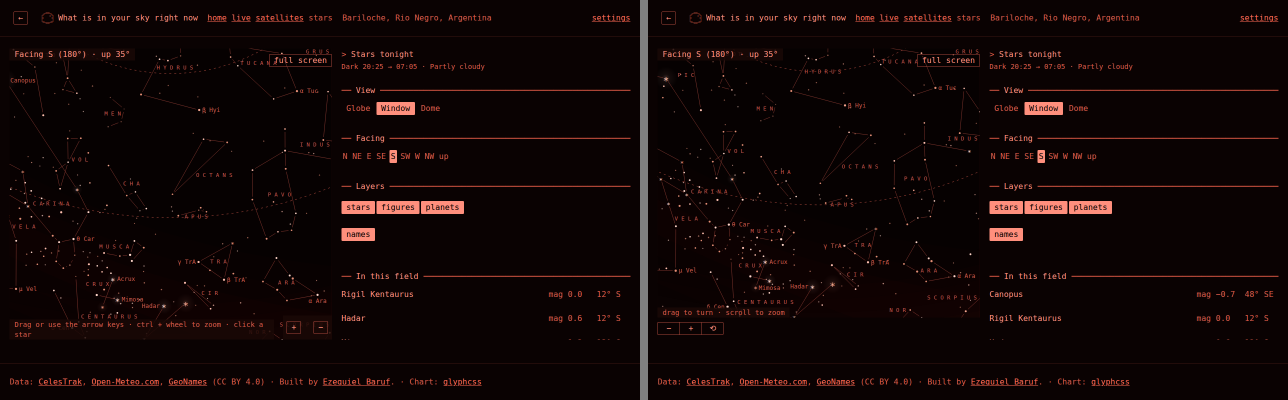 ← What is in your sky right now home live satellites stars Bariloche, Rio Negro, Argentina settings
Facing S (180°) · up 35°
full screen
GRUS
TUCANA
HYDRUS
Canopus
α Tuc
β Hyi
MEN
INDUS
VOL
OCTANS
CHA
PAVO
CARINA
APUS
VELA
θ Car
MUSCA
γ TrA
TRA
β TrA
Acrux
CRUX
ARA
μ Vel
CIR
Mimosa
Hadar
α Ara
CENTAURUS
Drag or use the arrow keys · ctrl + wheel to zoom · click a
star
+ −
> Stars tonight
Dark 20:25 → 07:05 · Partly cloudy
View
Globe Window Dome
Facing
N NE E SE S SW W NW up
Layers
stars figures planets
names
In this field
Rigil Kentaurus mag 0.0 12° S
Hadar mag 0.6 12° S
Data: CelesTrak, Open-Meteo.com, GeoNames (CC BY 4.0) · Built by Ezequiel Baruf. · Chart: glyphcss
← What is in your sky right now home live satellites stars Bariloche, Rio Negro, Argentina settings
Facing S (180°) · up 35°
full screen
GRUS
TUCANA
HYDRUS
PIC
α Tuc
β Hyi
MEN
INDUS
VOL
OCTANS
CHA
PAVO
CARINA
APUS
VELA
θ Car
MUSCA
γ TrA
TRA
β TrA
Acrux
CRUX
ARA
α Ara
μ Vel
CIR
Mimosa
Hadar
SCORPIUS
CENTAURUS
NOR
drag to turn · scroll to zoom
− + ⟲
> Stars tonight
Dark 20:25 → 07:05 · Partly cloudy
View
Globe Window Dome
Facing
N NE E SE S SW W NW up
Layers
stars figures planets
names
In this field
Canopus mag −0.7 48° SE
Rigil Kentaurus mag 0.0 12° S
Data: CelesTrak, Open-Meteo.com, GeoNames (CC BY 4.0) · Built by Ezequiel Baruf. · Chart: glyphcss